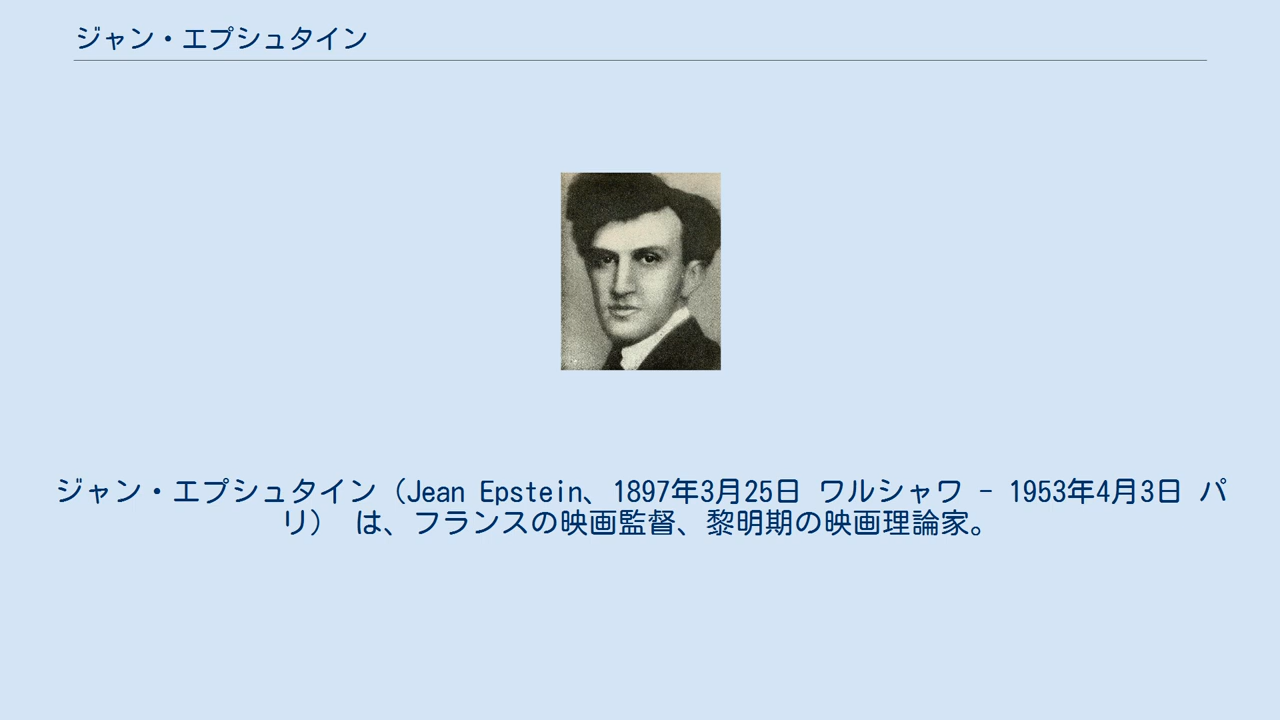 ジャン・エプシュタイン
ジャン・エプシュタイン（Jean Epstein、1897年3月25日 ワルシャワ - 1953年4月3日 パ
リ） は、フランスの映画監督、黎明期の映画理論家。